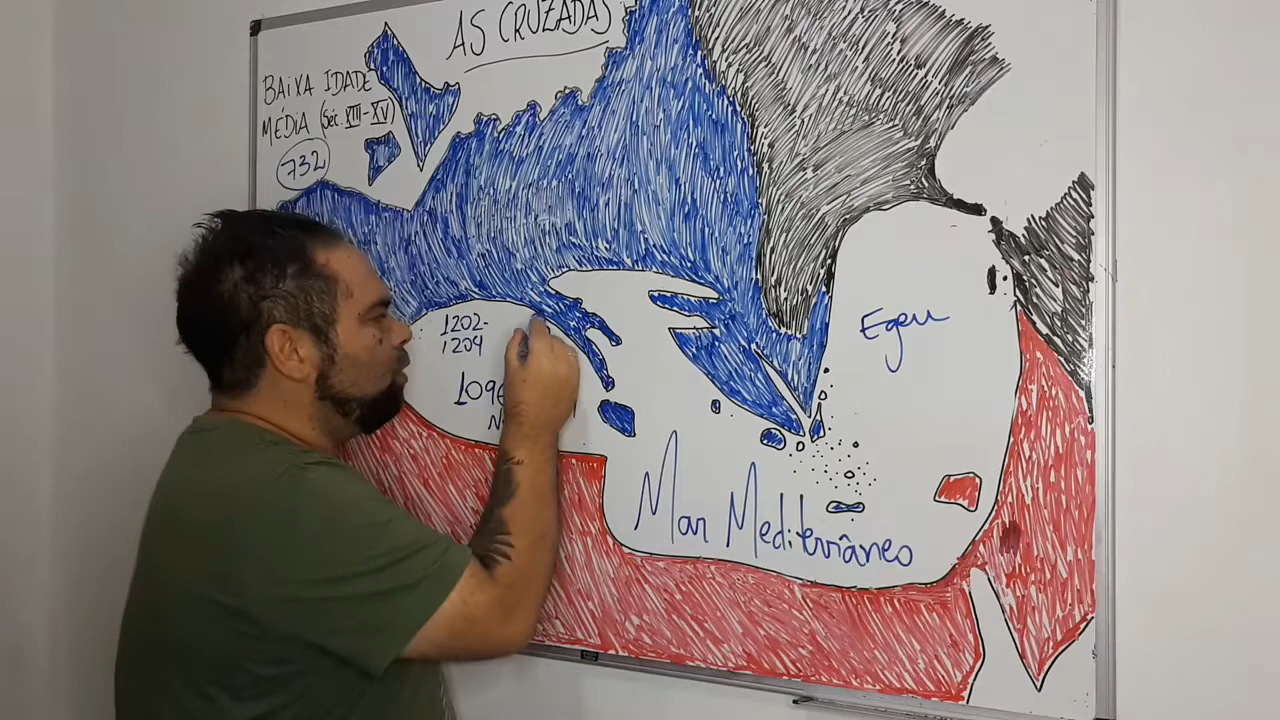 AS CRUZADAS
BAIXA IDADE
MÉDIA (Séc. XIII-XV)
732
1202-
1204
Egeu
Mar Mediterrâneo